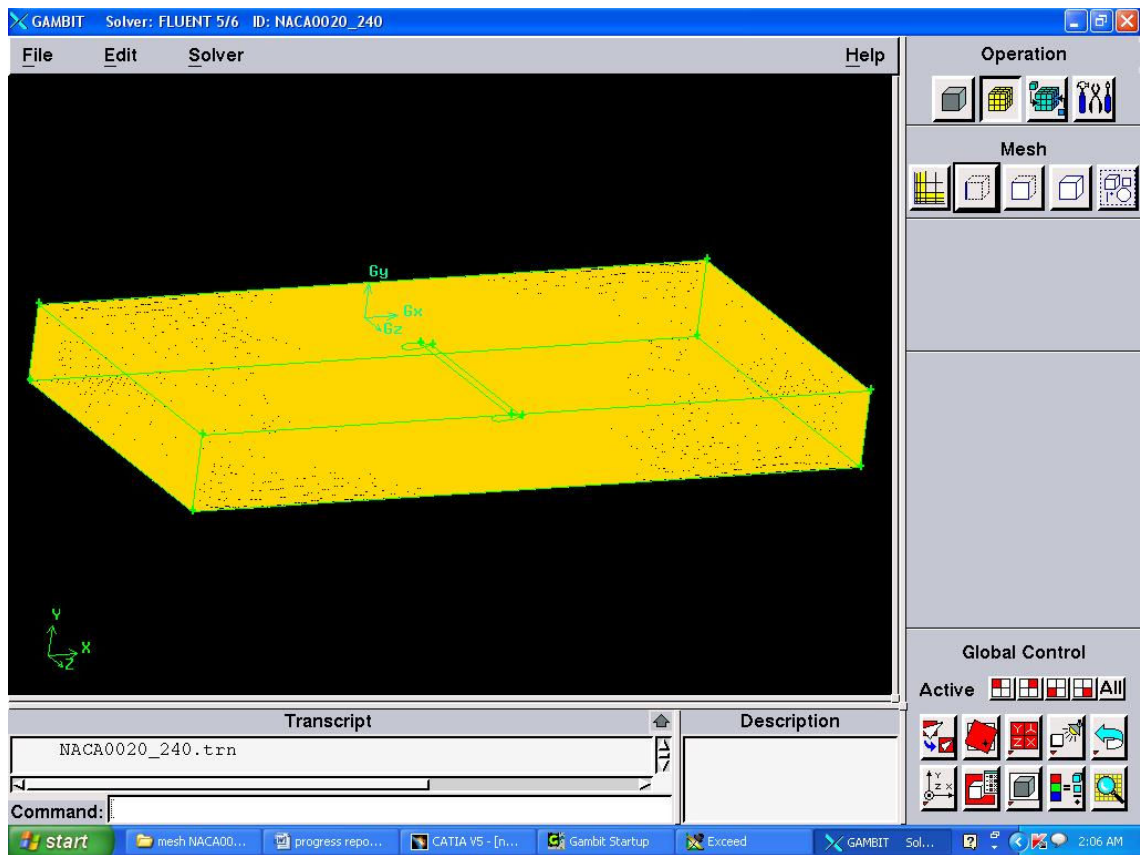 GAMBIT Solver: FLUENT 5/6 ID: NACA0020_240
File Edit Solver Help
Operation
Mesh
Gy
Gx
Gz
Y
X
Z
Global Control
Active All
Transcript
Description
NACA0020_240.trn
Command:
start mesh NACA00... progress repo... CATIA V5 - [n... Gambit Startup Exceed GAMBIT Sol... 2:06 AM